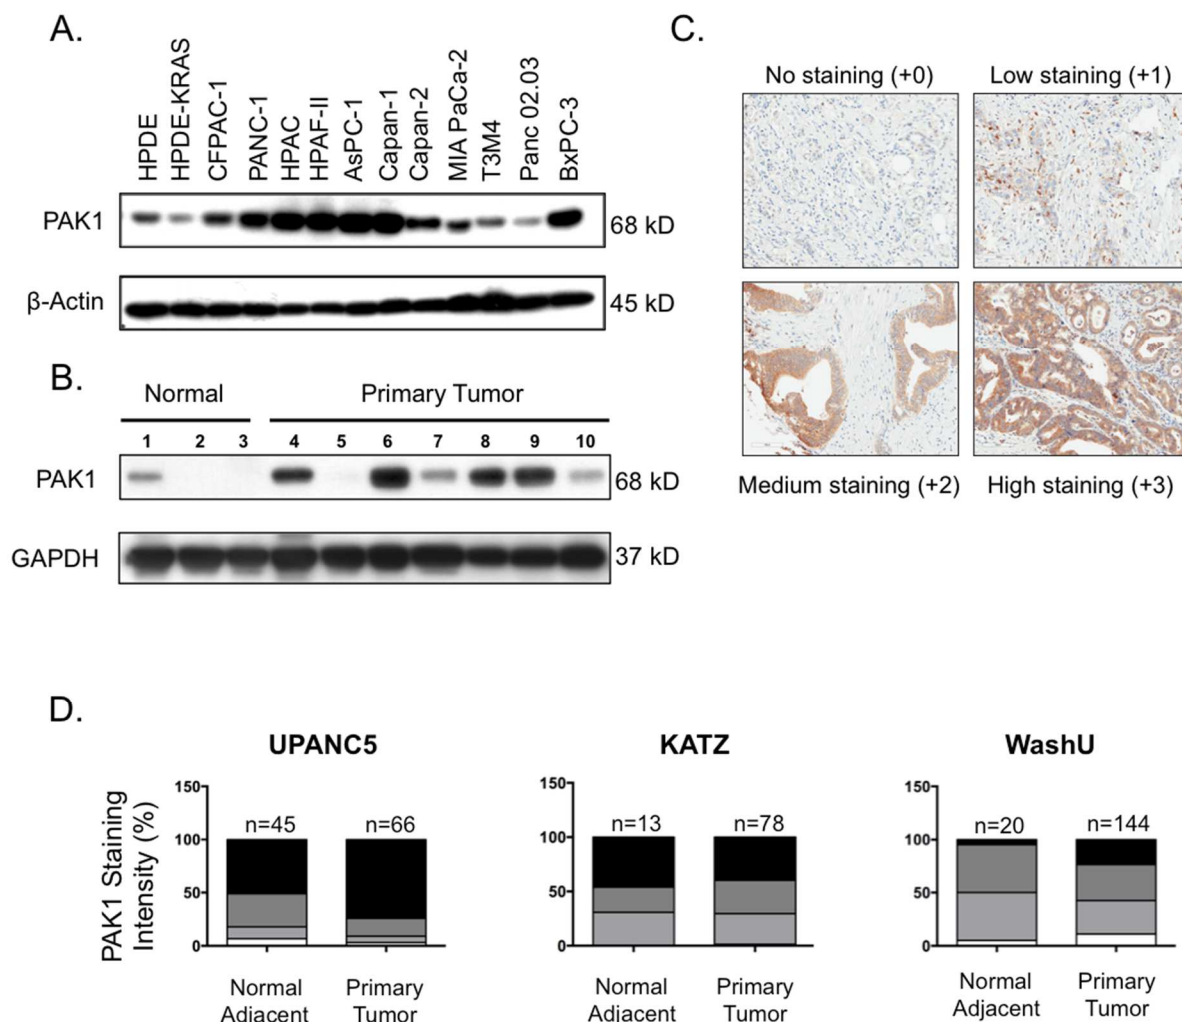 A.
HPDE
HPDE-KRAS
CFPAC-1
PANC-1
HPAC
HPAF-II
AsPC-1
Capan-1
Capan-2
MIA PaCa-2
T3M4
Panc 02.03
BxPC-3
PAK1
68 kD
β-Actin
45 kD
B.
Normal
Primary Tumor
1 2 3 4 5 6 7 8 9 10
PAK1
68 kD
GAPDH
37 kD
C.
No staining (+0)
Low staining (+1)
Medium staining (+2)
High staining (+3)
D.
PAK1 Staining
Intensity (%)
UPANC5
150
100
50
0
n=45
n=66
Normal
Adjacent
Primary
Tumor
KATZ
150
100
50
0
n=13
n=78
Normal
Adjacent
Primary
Tumor
WashU
150
100
50
0
n=20
n=144
Normal
Adjacent
Primary
Tumor